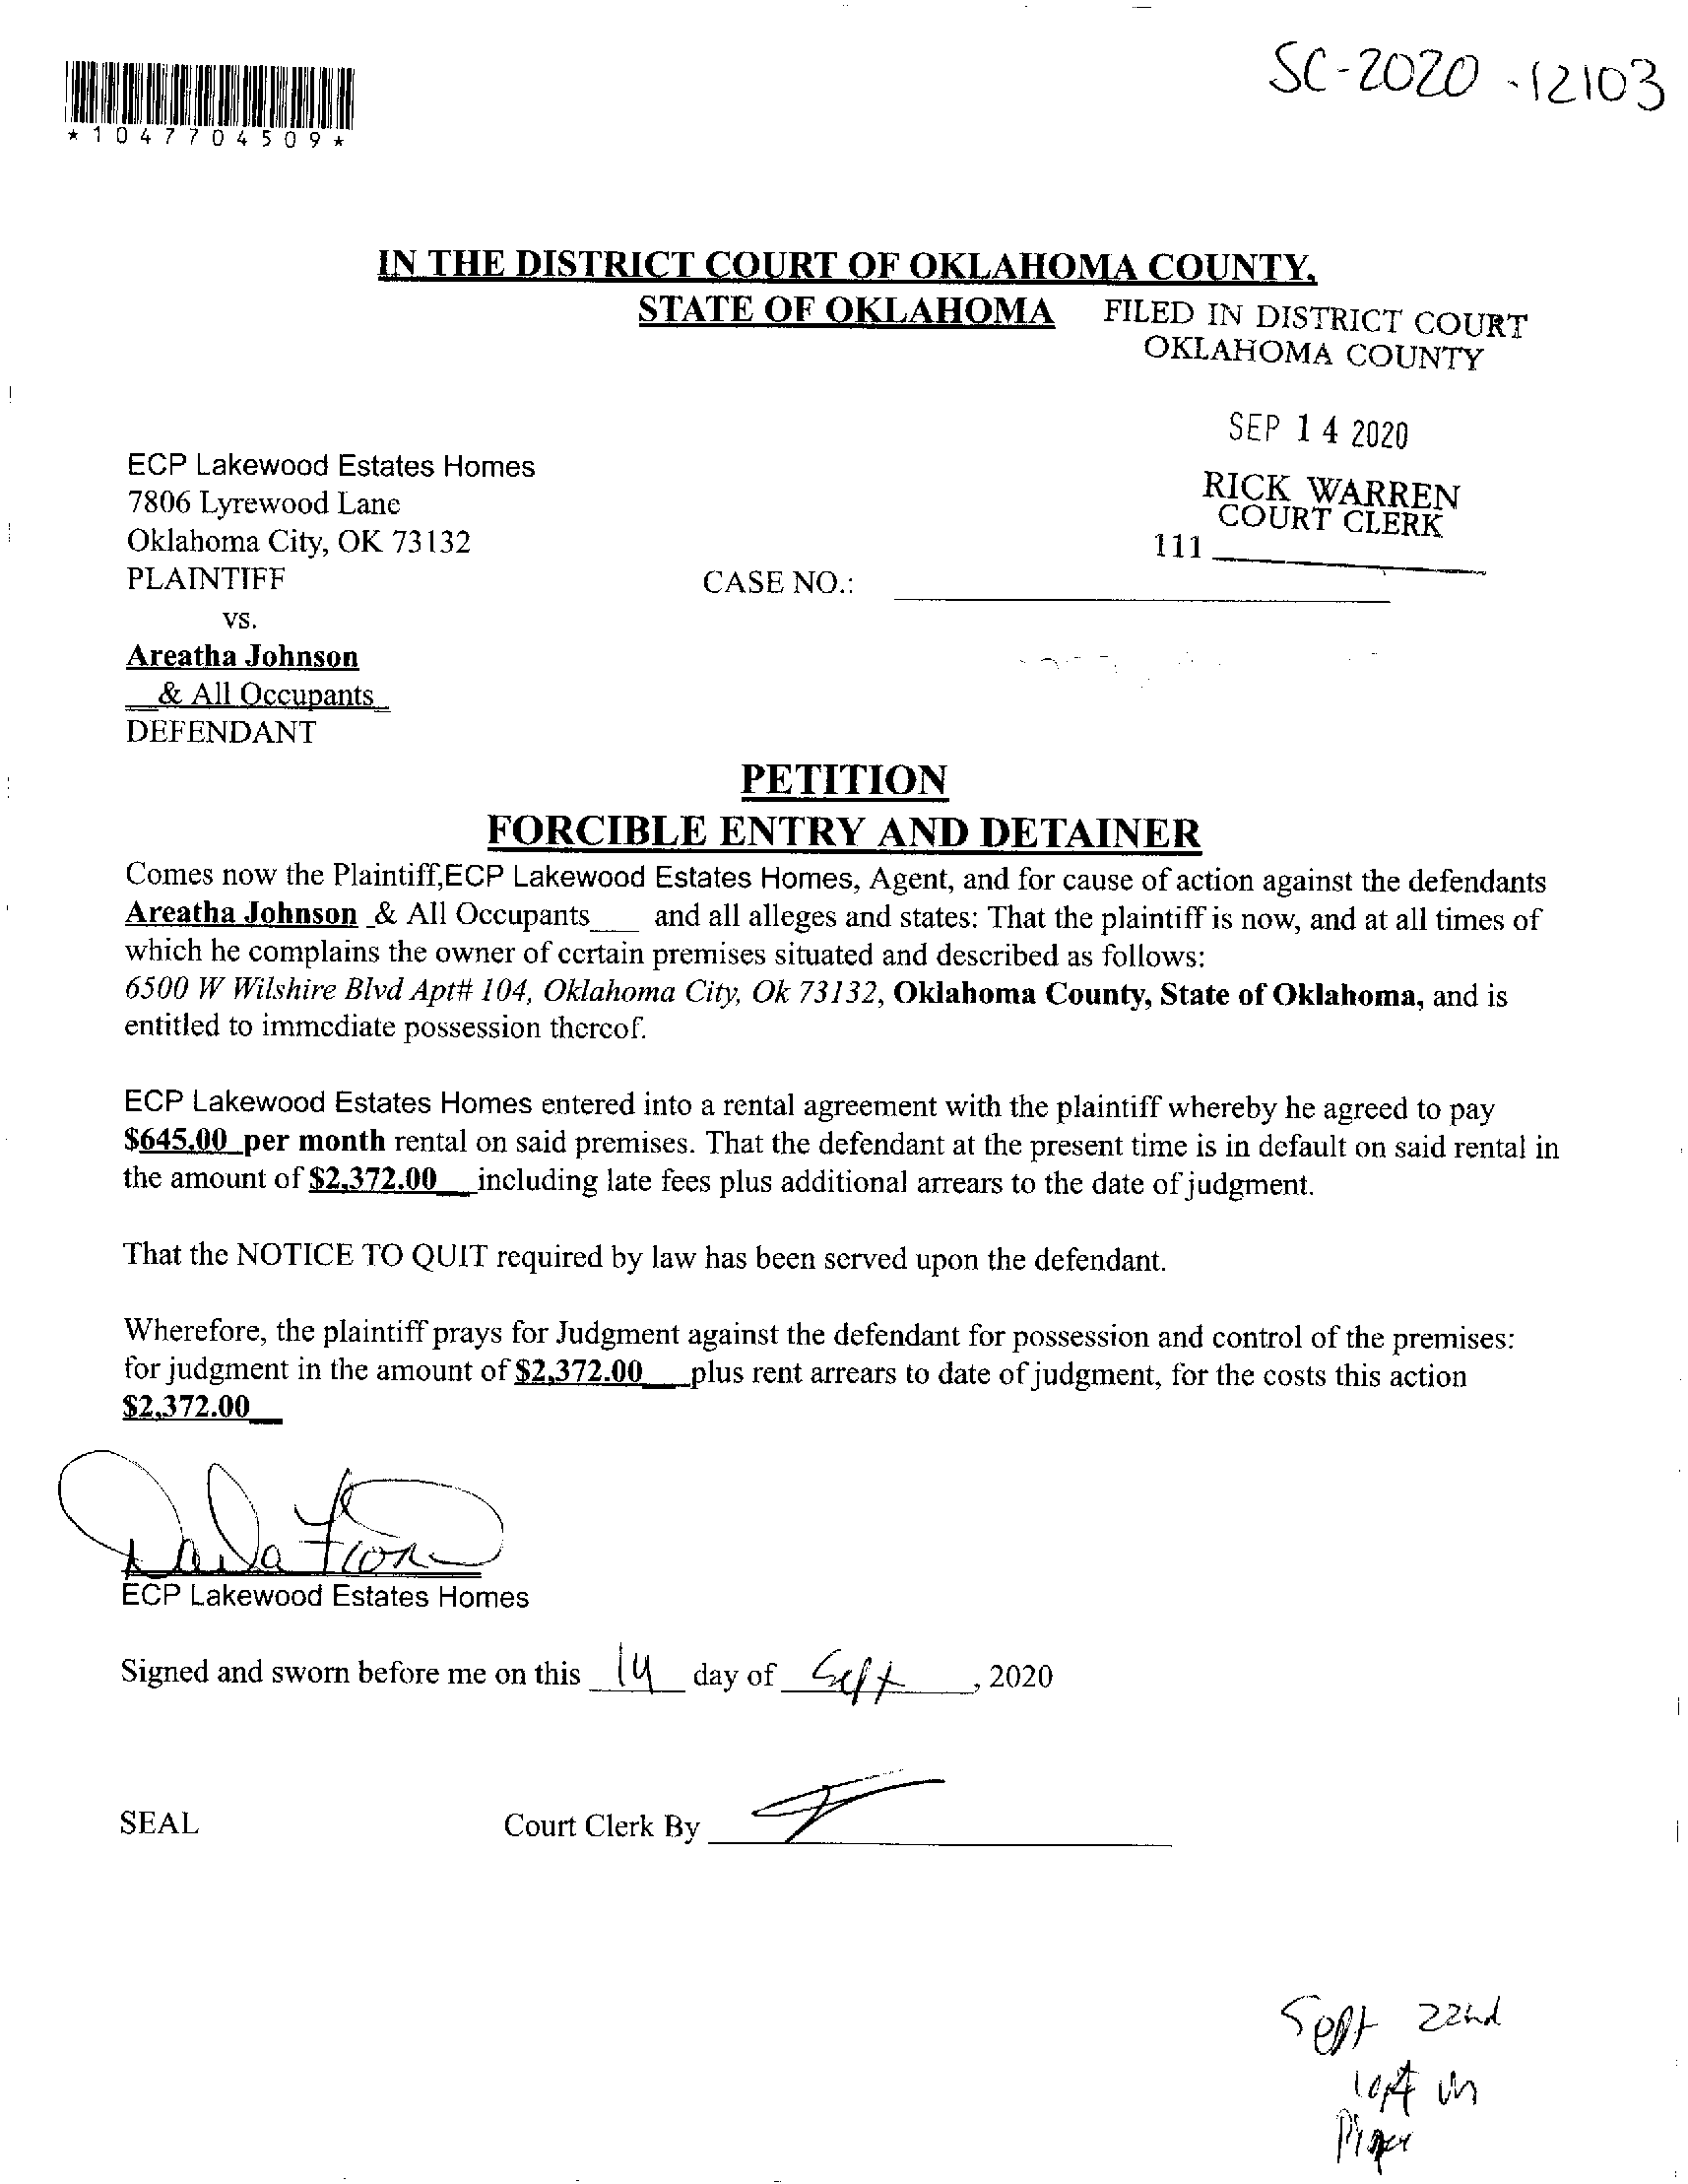 SC-2020-12103
*1047704509*
IN THE DISTRICT COURT OF OKLAHOMA COUNTY,
STATE OF OKLAHOMA
FILED IN DISTRICT COURT
OKLAHOMA COUNTY
SEP 14 2020
RICK WARREN
COURT CLERK
111
ECP Lakewood Estates Homes
7806 Lyrewood Lane
Oklahoma City, OK 73132
PLAINTIFF
CASE NO.:
vs.
Areatha Johnson
& All Occupants
DEFENDANT
PETITION
FORCIBLE ENTRY AND DETAINER
Comes now the Plaintiff,ECP Lakewood Estates Homes, Agent, and for cause of action against the defendants
Areatha Johnson _& All Occupants___ and all alleges and states: That the plaintiff is now, and at all times of
which he complains the owner of certain premises situated and described as follows:
6500 W Wilshire Blvd Apt# 104, Oklahoma City, Ok 73132, Oklahoma County, State of Oklahoma, and is
entitled to immediate possession thereof.
ECP Lakewood Estates Homes entered into a rental agreement with the plaintiff whereby he agreed to pay
$645.00_per month rental on said premises. That the defendant at the present time is in default on said rental in
the amount of $2,372.00___including late fees plus additional arrears to the date of judgment.
That the NOTICE TO QUIT required by law has been served upon the defendant.
Wherefore, the plaintiff prays for Judgment against the defendant for possession and control of the premises:
for judgment in the amount of $2,372.00___plus rent arrears to date of judgment, for the costs this action
$2,372.00__
ECP Lakewood Estates Homes
Signed and sworn before me on this 14 day of Sept, 2020
SEAL
Court Clerk By
Sept 22nd